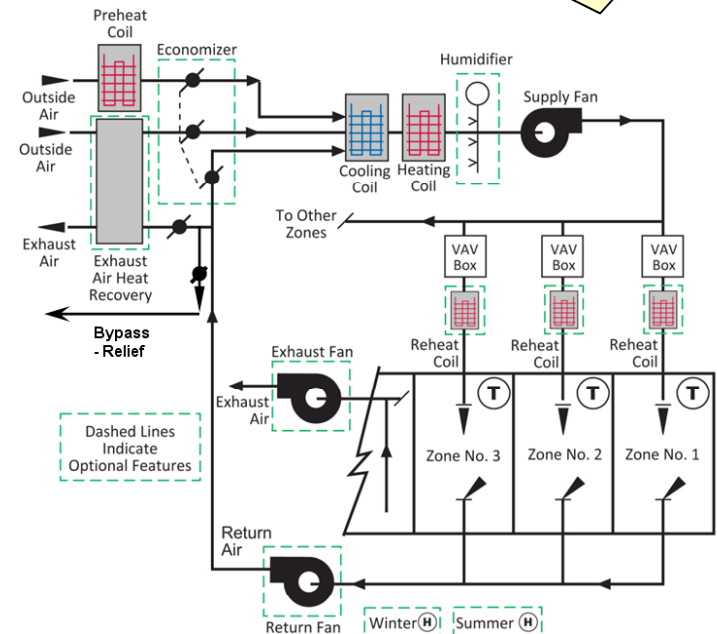 Preheat
Coil
Economizer
Humidifier
Outside
Air
Supply Fan
Outside
Air
Cooling
Coil
Heating
Coil
To Other
Zones
Exhaust
Air
Exhaust
Air Heat
Recovery
VAV
Box
VAV
Box
VAV
Box
Bypass
- Relief
Reheat
Coil
Reheat
Coil
Reheat
Coil
Exhaust Fan
Exhaust
Air
T
T
T
Dashed Lines
Indicate
Optional Features
Zone No. 3
Zone No. 2
Zone No. 1
Return
Air
Return Fan
Winter H
Summer H